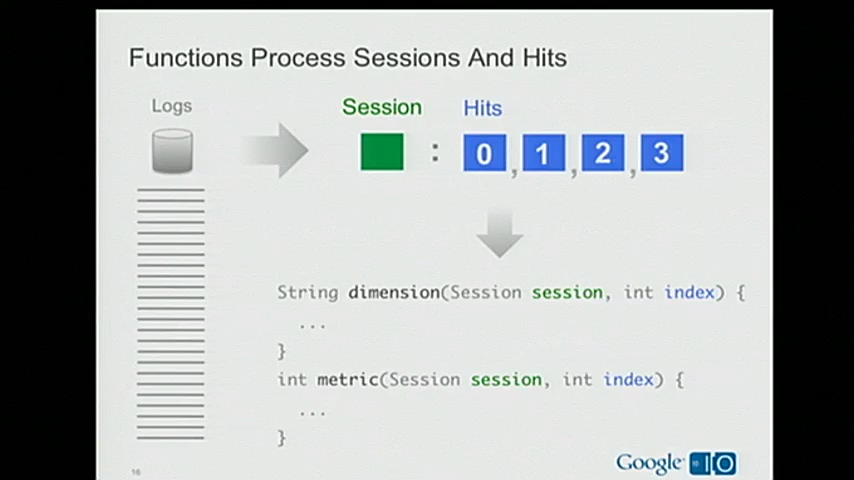 Functions Process Sessions And Hits
Logs
Session
Hits
: 0 , 1 , 2 , 3
String dimension(Session session, int index) {
...
}
int metric(Session session, int index) {
...
}
16
Google 10 IO